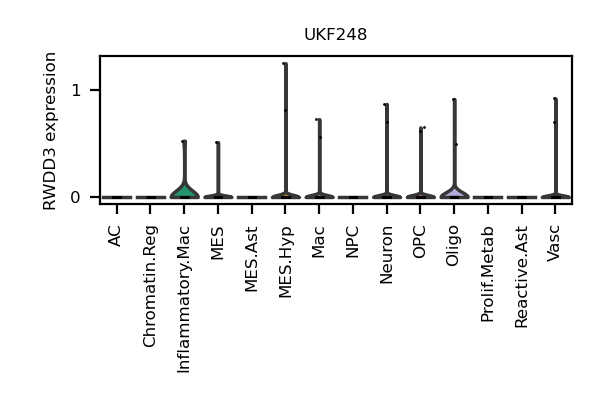 UKF248
RWDD3 expression
1
0
AC
Chromatin.Reg
Inflammatory.Mac
MES
MES.Ast
MES.Hyp
Mac
NPC
Neuron
OPC
Oligo
Prolif.Metab
Reactive.Ast
Vasc